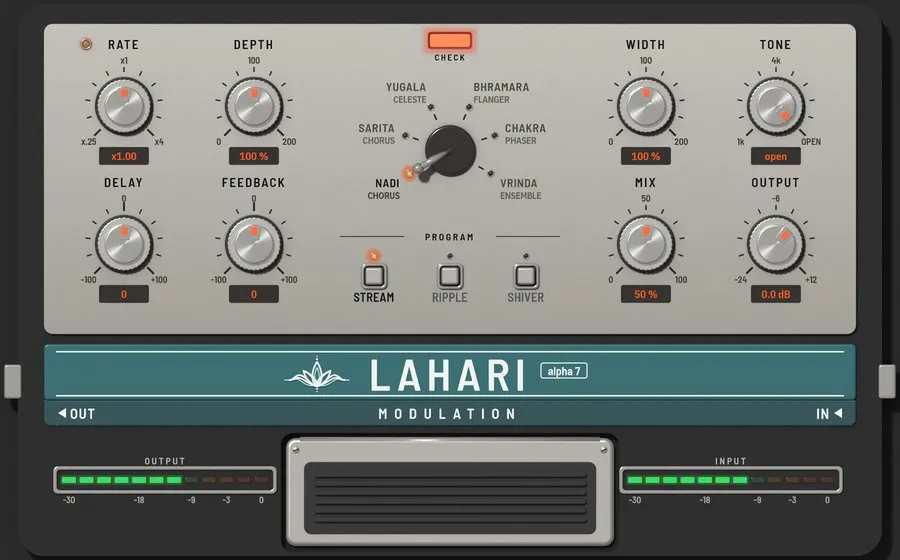 RATE
x1
x.25
x4
x1.00
DEPTH
100
0
200
100 %
DELAY
0
-100
+100
0
FEEDBACK
0
-100
+100
0
CHECK
YUGALA
CELESTE
BHRAMARA
FLANGER
SARITA
CHORUS
CHAKRA
PHASER
NADI
CHORUS
VRINDA
ENSEMBLE
PROGRAM
STREAM
RIPPLE
SHIVER
WIDTH
100
0
200
100 %
TONE
4k
1k
OPEN
open
MIX
50
0
100
50 %
OUTPUT
-6
-24
+12
0.0 dB
LAHARI
alpha 7
OUT
MODULATION
IN
OUTPUT
-30 -18 -9 -3 0
INPUT
-30 -18 -9 -3 0